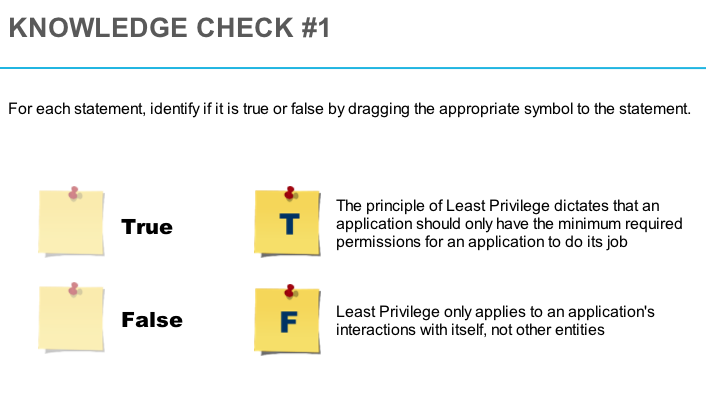 KNOWLEDGE CHECK #1
For each statement, identify if it is true or false by dragging the appropriate symbol to the statement.
True
T
The principle of Least Privilege dictates that an
application should only have the minimum required
permissions for an application to do its job
False
F
Least Privilege only applies to an application's
interactions with itself, not other entities